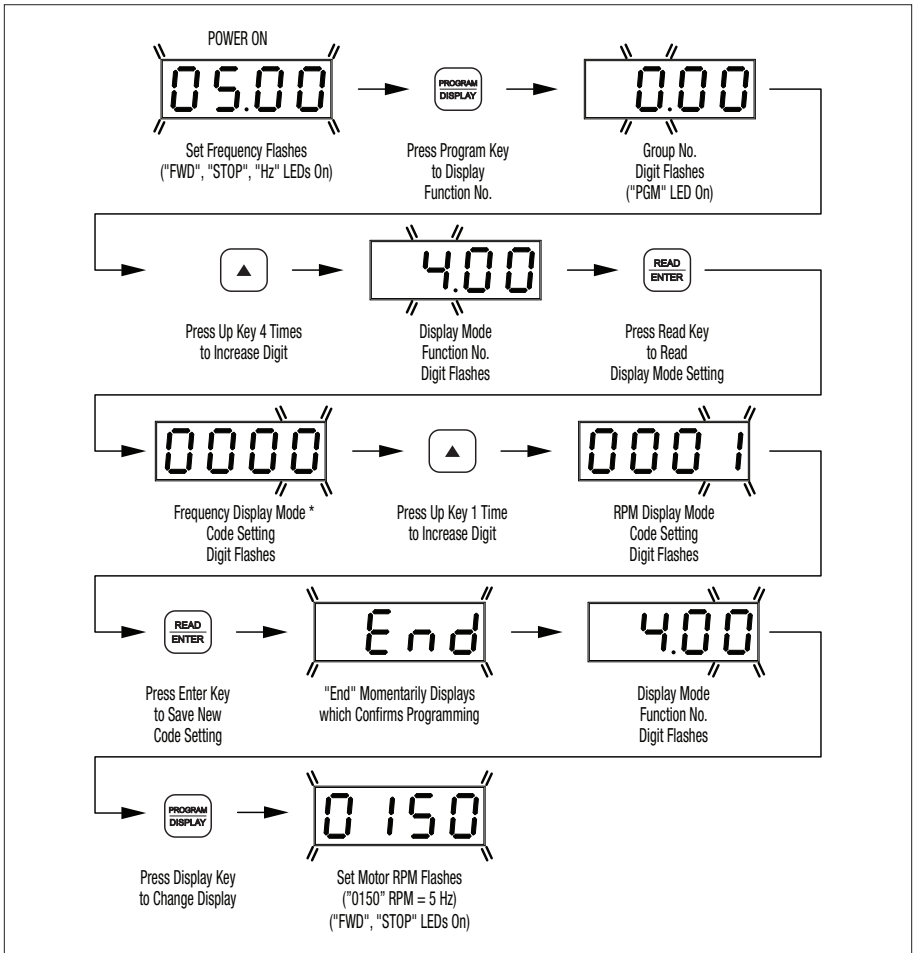 POWER ON
05.00
PROGRAM
DISPLAY
0.00
Set Frequency Flashes
("FWD", "STOP", "Hz" LEDs On)
Press Program Key
to Display
Function No.
Group No.
Digit Flashes
("PGM" LED On)
4.00
READ
ENTER
Press Up Key 4 Times
to Increase Digit
Display Mode
Function No.
Digit Flashes
Press Read Key
to Read
Display Mode Setting
0000
0001
Frequency Display Mode *
Code Setting
Digit Flashes
Press Up Key 1 Time
to Increase Digit
RPM Display Mode
Code Setting
Digit Flashes
READ
ENTER
End
4.00
Press Enter Key
to Save New
Code Setting
"End" Momentarily Displays
which Confirms Programming
Display Mode
Function No.
Digit Flashes
PROGRAM
DISPLAY
0150
Press Display Key
to Change Display
Set Motor RPM Flashes
("0150" RPM = 5 Hz)
("FWD", "STOP" LEDs On)